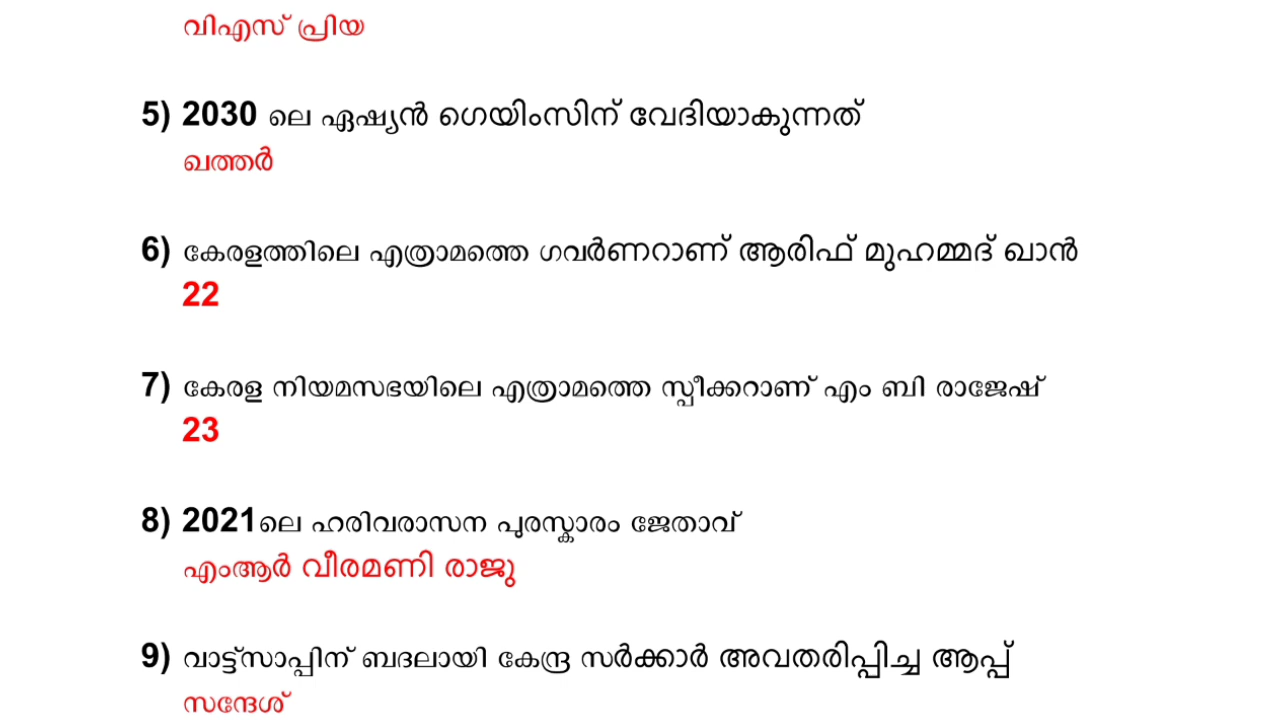 വിഎസ് പ്രിയ
5) 2030 ലെ ഏഷ്യൻ ഗെയിംസിന് വേദിയാകുന്നത്
ഖത്തർ
6) കേരളത്തിലെ എത്രാമത്തെ ഗവർണറാണ് ആരിഫ് മുഹമ്മദ് ഖാൻ
22
7) കേരള നിയമസഭയിലെ എത്രാമത്തെ സ്പീക്കറാണ് എം ബി രാജേഷ്
23
8) 2021ലെ ഹരിവരാസന പുരസ്കാരം ജേതാവ്
എംആർ വീരമണി രാജു
9) വാട്ട്സാപ്പിന് ബദലായി കേന്ദ്ര സർക്കാർ അവതരിപ്പിച്ച ആപ്പ്
സന്ദേശ്